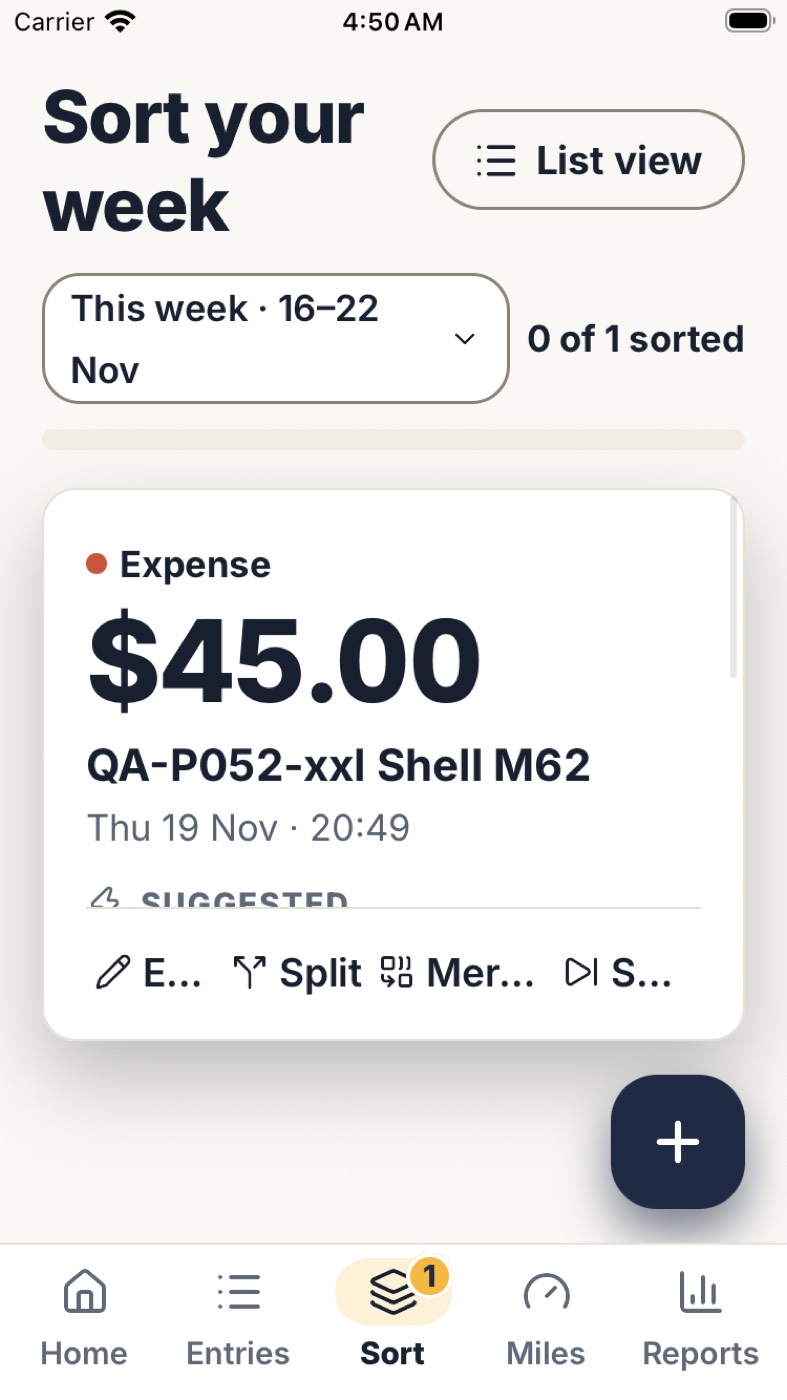 Carrier 4:50 AM
Sort your
week
List view
This week · 16–22
Nov
0 of 1 sorted
Expense
$45.00
QA-P052-xxl Shell M62
Thu 19 Nov · 20:49
SUGGESTED
E... Split Mer... S...
1
Home Entries Sort Miles Reports